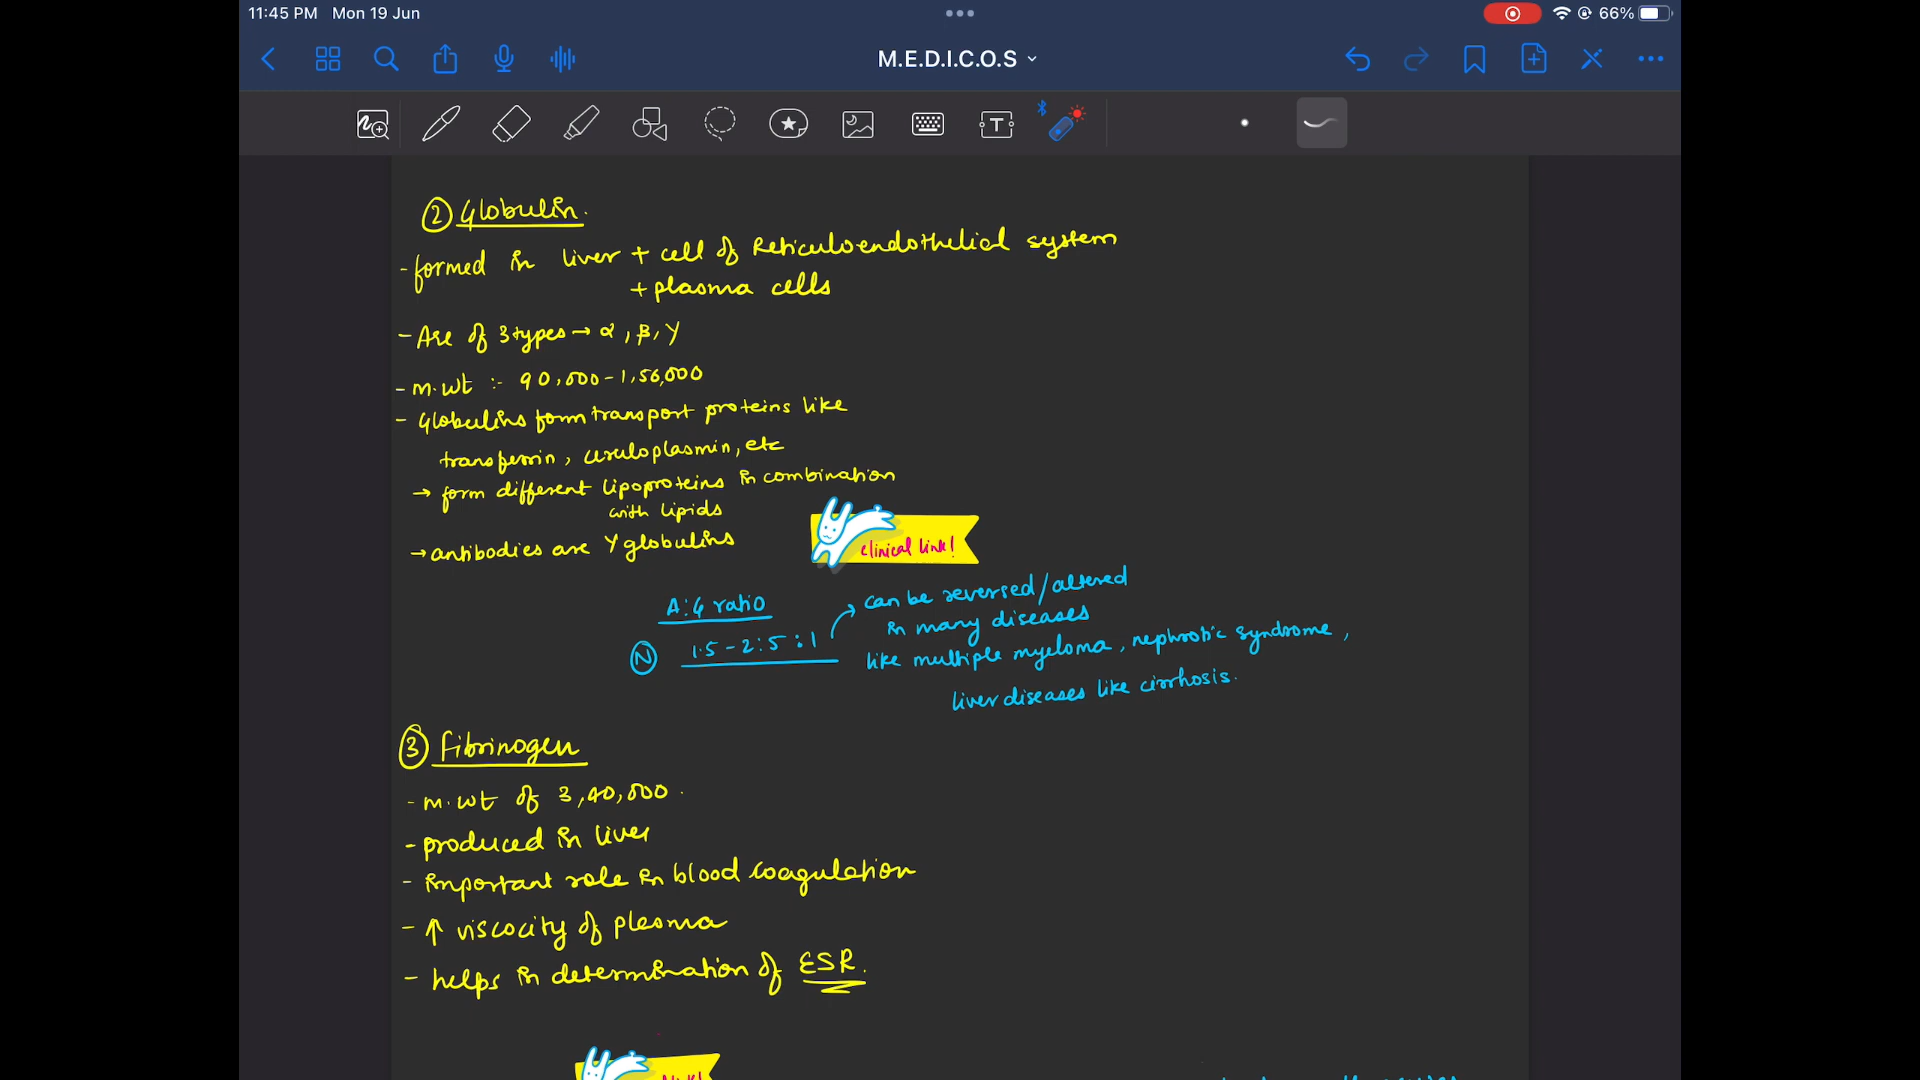 11:45 PM Mon 19 Jun
66%
M.E.D.I.C.O.S
T
② Globulin.
- formed in liver + cell of Reticuloendothelial system
+ plasma cells
- Are of 3 types → α, β, γ
- m.wt :- 90,000 - 1,56,000
- Globulins form transport proteins like
transferrin, ceruloplasmin, etc
→ form different lipoproteins in combination
with lipids
→ antibodies are γ globulins
clinical link!
A:G ratio
Ⓝ 1.5 - 2:5 : 1
can be reversed/altered
in many diseases
like multiple myeloma, nephrotic syndrome,
liver diseases like cirrhosis.
③ Fibrinogen
- m.wt of 3,40,000.
- produced in liver
- important role in blood coagulation
- ↑ viscocity of plasma
- helps in determination of ESR.